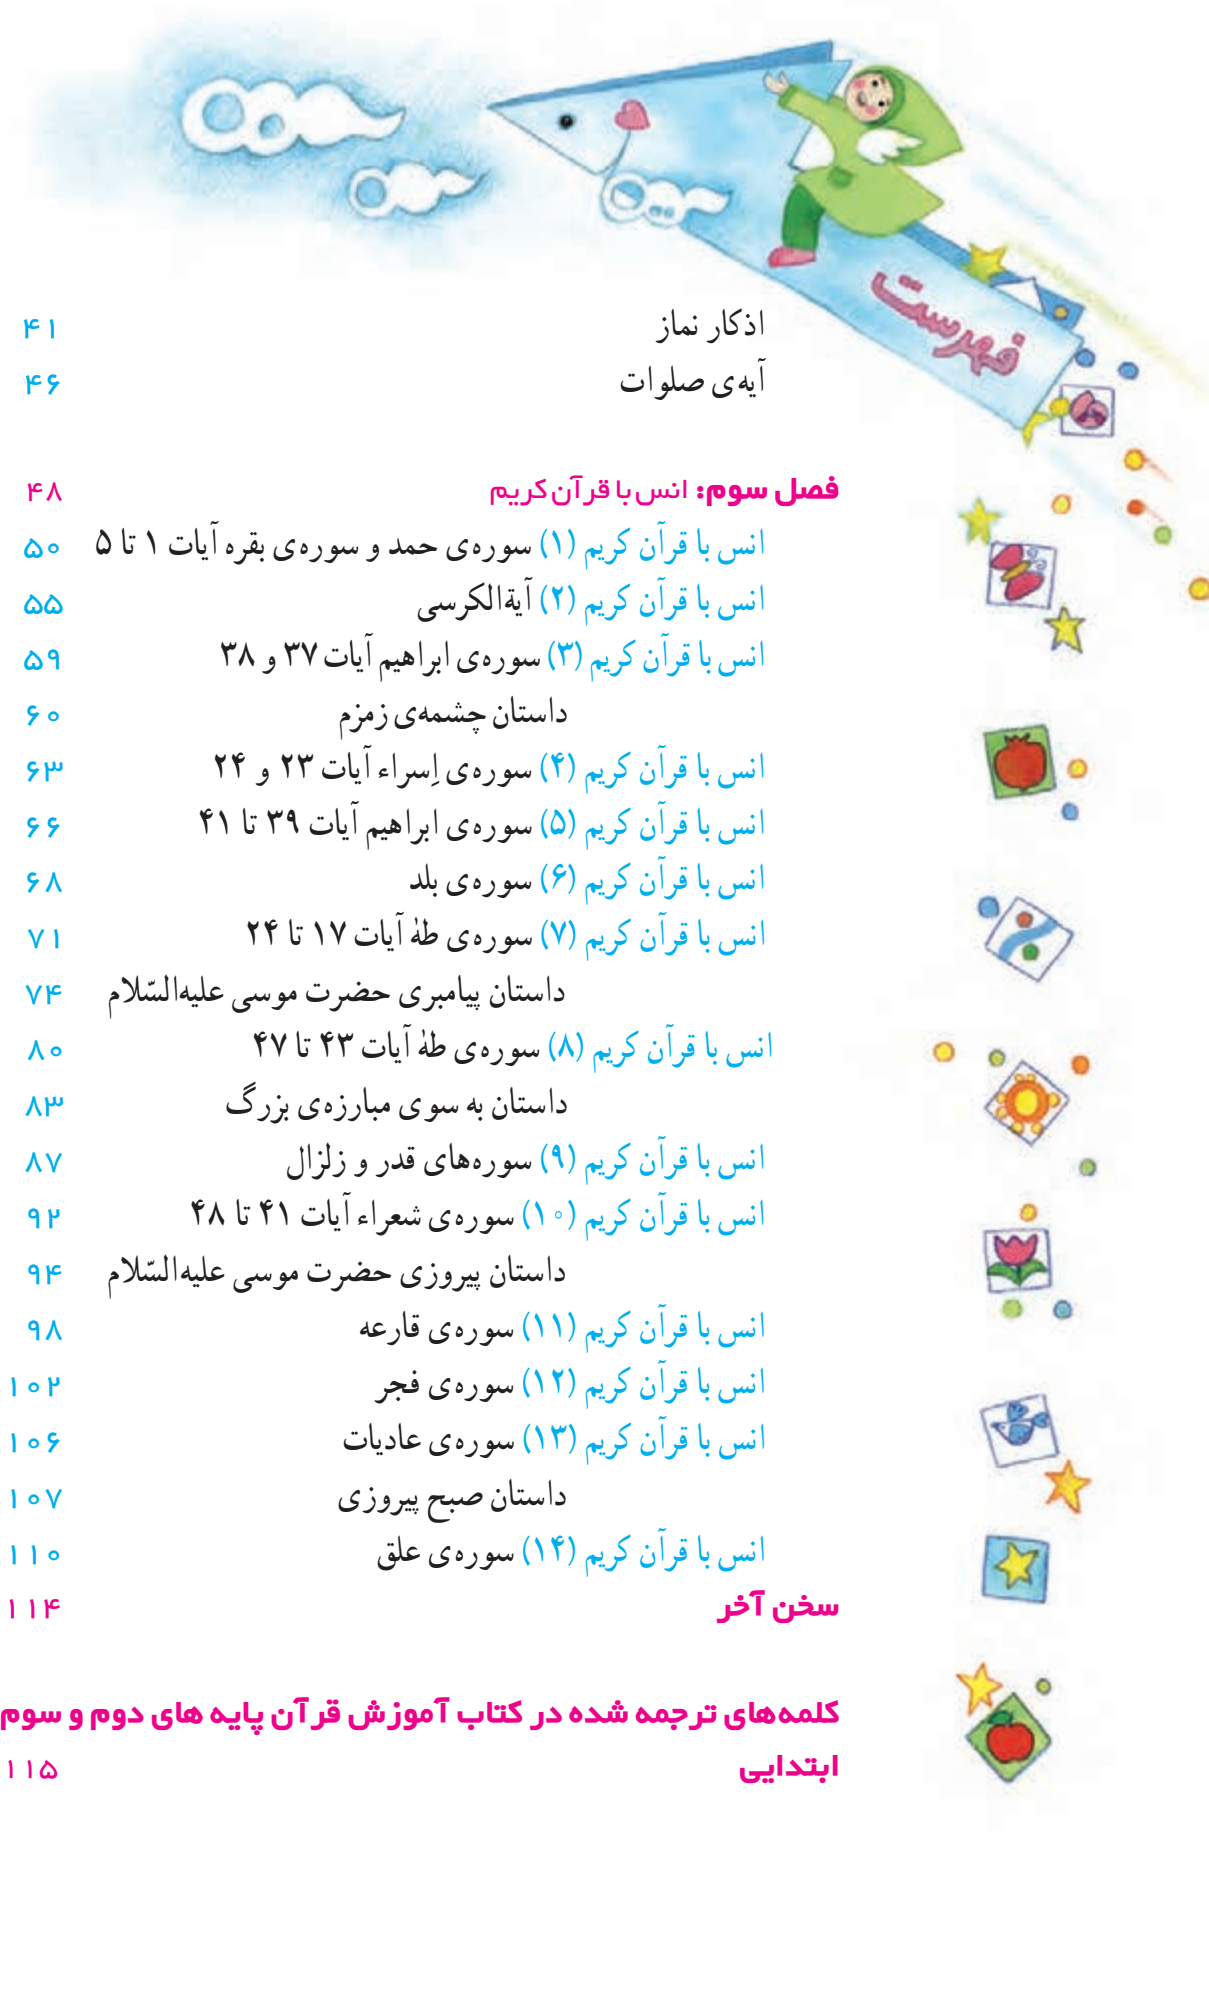 فهرست
اذکار نماز ۴۱
آیه‌ی صلوات ۴۶
فصل سوم: انس با قرآن کریم ۴۸
انس با قرآن کریم (۱) سوره‌ی حمد و سوره‌ی بقره آیات ۱ تا ۵ ۵۰
انس با قرآن کریم (۲) آیةالکرسی ۵۵
انس با قرآن کریم (۳) سوره‌ی ابراهیم آیات ۳۷ و ۳۸ ۵۹
داستان چشمه‌ی زمزم ۶۰
انس با قرآن کریم (۴) سوره‌ی اِسراء آیات ۲۳ و ۲۴ ۶۳
انس با قرآن کریم (۵) سوره‌ی ابراهیم آیات ۳۹ تا ۴۱ ۶۶
انس با قرآن کریم (۶) سوره‌ی بلد ۶۸
انس با قرآن کریم (۷) سوره‌ی طهٰ آیات ۱۷ تا ۲۴ ۷۱
داستان پیامبری حضرت موسی علیه‌السّلام ۷۴
انس با قرآن کریم (۸) سوره‌ی طهٰ آیات ۴۳ تا ۴۷ ۸۰
داستان به سوی مبارزه‌ی بزرگ ۸۳
انس با قرآن کریم (۹) سوره‌های قدر و زلزال ۸۷
انس با قرآن کریم (۱۰) سوره‌ی شعراء آیات ۴۱ تا ۴۸ ۹۲
داستان پیروزی حضرت موسی علیه‌السّلام ۹۴
انس با قرآن کریم (۱۱) سوره‌ی قارعه ۹۸
انس با قرآن کریم (۱۲) سوره‌ی فجر ۱۰۲
انس با قرآن کریم (۱۳) سوره‌ی عادیات ۱۰۶
داستان صبح پیروزی ۱۰۷
انس با قرآن کریم (۱۴) سوره‌ی علق ۱۱۰
سخن آخر ۱۱۴
کلمه‌های ترجمه شده در کتاب آموزش قرآن پایه های دوم و سوم
ابتدایی ۱۱۵